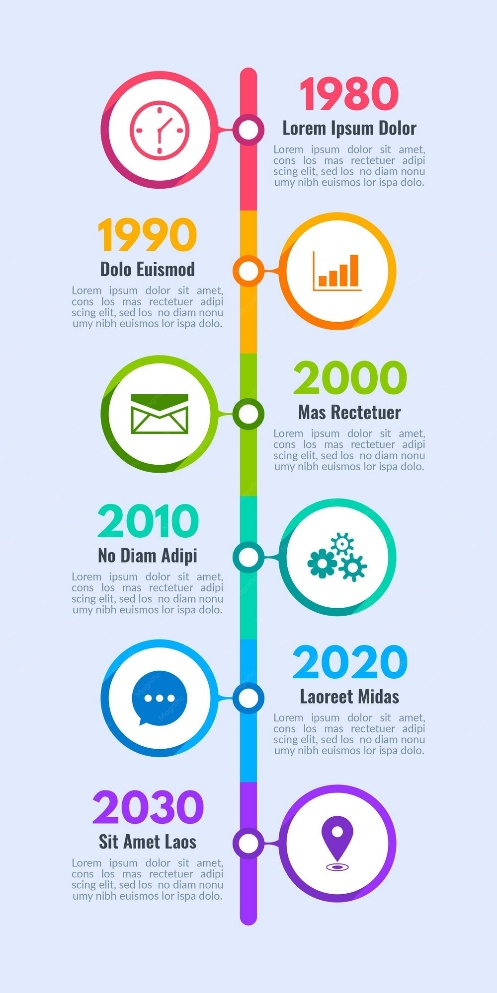 1980
Lorem Ipsum Dolor
Lorem ipsum dolor sit amet,
cons los mas rectetuer adipi
scing elit, sed los no diam nonu
umy nibh euismos lor ispa dolo.
1990
Dolo Euismod
Lorem ipsum dolor sit amet,
cons los mas rectetuer adipi
scing elit, sed los no diam nonu
umy nibh euismos lor ispa dolo.
2000
Mas Rectetuer
Lorem ipsum dolor sit amet,
cons los mas rectetuer adipi
scing elit, sed los no diam nonu
umy nibh euismos lor ispa dolo.
2010
No Diam Adipi
Lorem ipsum dolor sit amet,
cons los mas rectetuer adipi
scing elit, sed los no diam nonu
umy nibh euismos lor ispa dolo.
2020
Laoreet Midas
Lorem ipsum dolor sit amet,
cons los mas rectetuer adipi
scing elit, sed los no diam nonu
umy nibh euismos lor ispa dolo.
2030
Sit Amet Laos
Lorem ipsum dolor sit amet,
cons los mas rectetuer adipi
scing elit, sed los no diam nonu
umy nibh euismos lor ispa dolo.